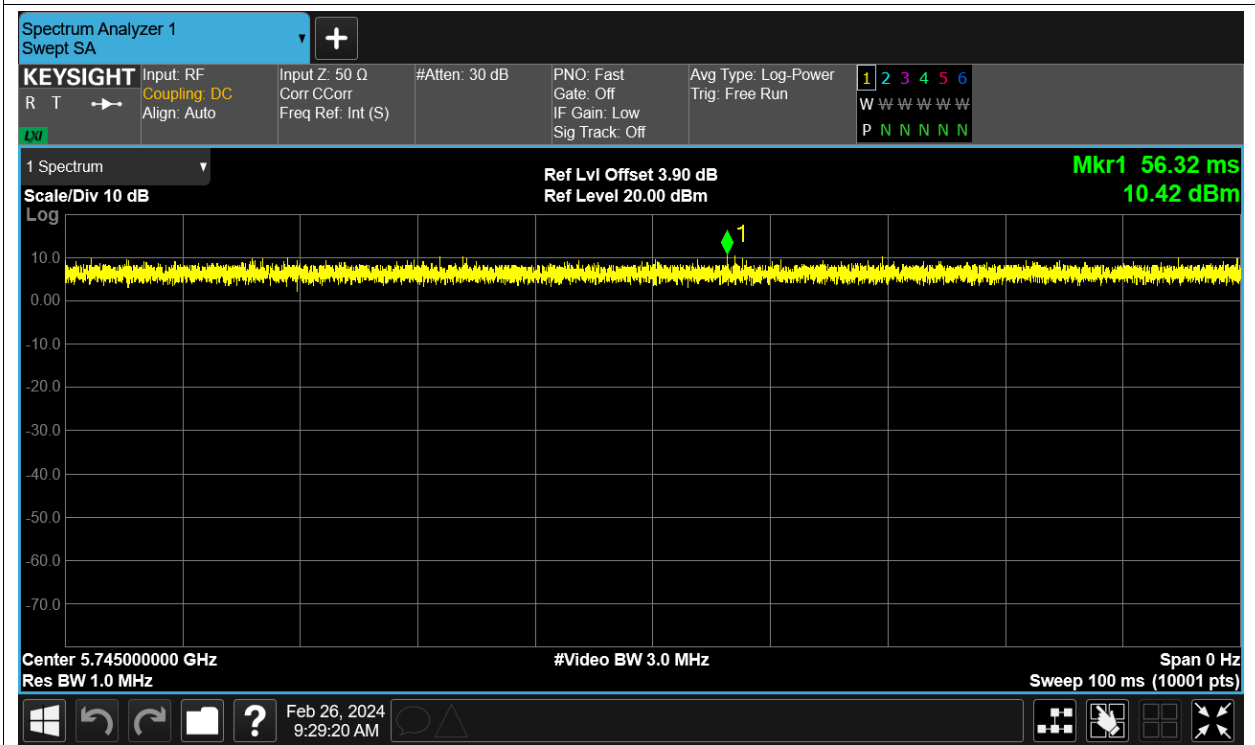 Spectrum Analyzer 1
Swept SA
KEYSIGHT Input: RF Input Z: 50 Ω #Atten: 30 dB PNO: Fast Avg Type: Log-Power 1 2 3 4 5 6
R T Coupling: DC Corr CCorr Gate: Off Trig: Free Run W W W W W W
Align: Auto Freq Ref: Int (S) IF Gain: Low
LXI Sig Track: Off P N N N N N
1 Spectrum Ref Lvl Offset 3.90 dB Mkr1 56.32 ms
Scale/Div 10 dB Ref Level 20.00 dBm 10.42 dBm
Log
1
10.0
0.00
-10.0
-20.0
-30.0
-40.0
-50.0
-60.0
-70.0
Center 5.745000000 GHz #Video BW 3.0 MHz Span 0 Hz
Res BW 1.0 MHz Sweep 100 ms (10001 pts)
? Feb 26, 2024
9:29:20 AM